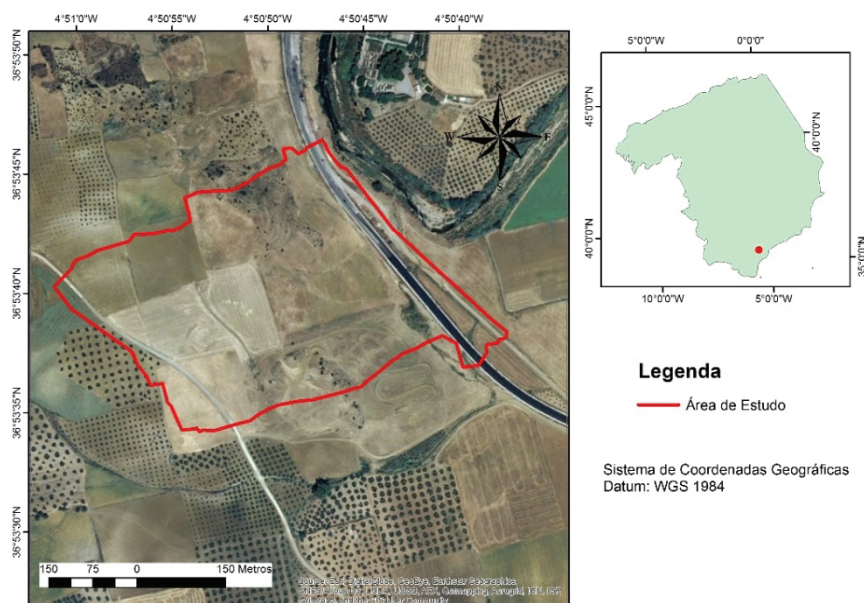 4°51'0"W 4°50'55"W 4°50'50"W 4°50'45"W 4°50'40"W
36°53'50"N
36°53'45"N
36°53'40"N
36°53'35"N
36°53'30"N
N
W E
S
150 75 0 150 Metros
5°0'0"W 0°0'0"
45°0'0"N
40°0'0"N
40°0'0"N
35°0'0"N
10°0'0"W 5°0'0"W
Legenda
Área de Estudo
Sistema de Coordenadas Geográficas
Datum: WGS 1984